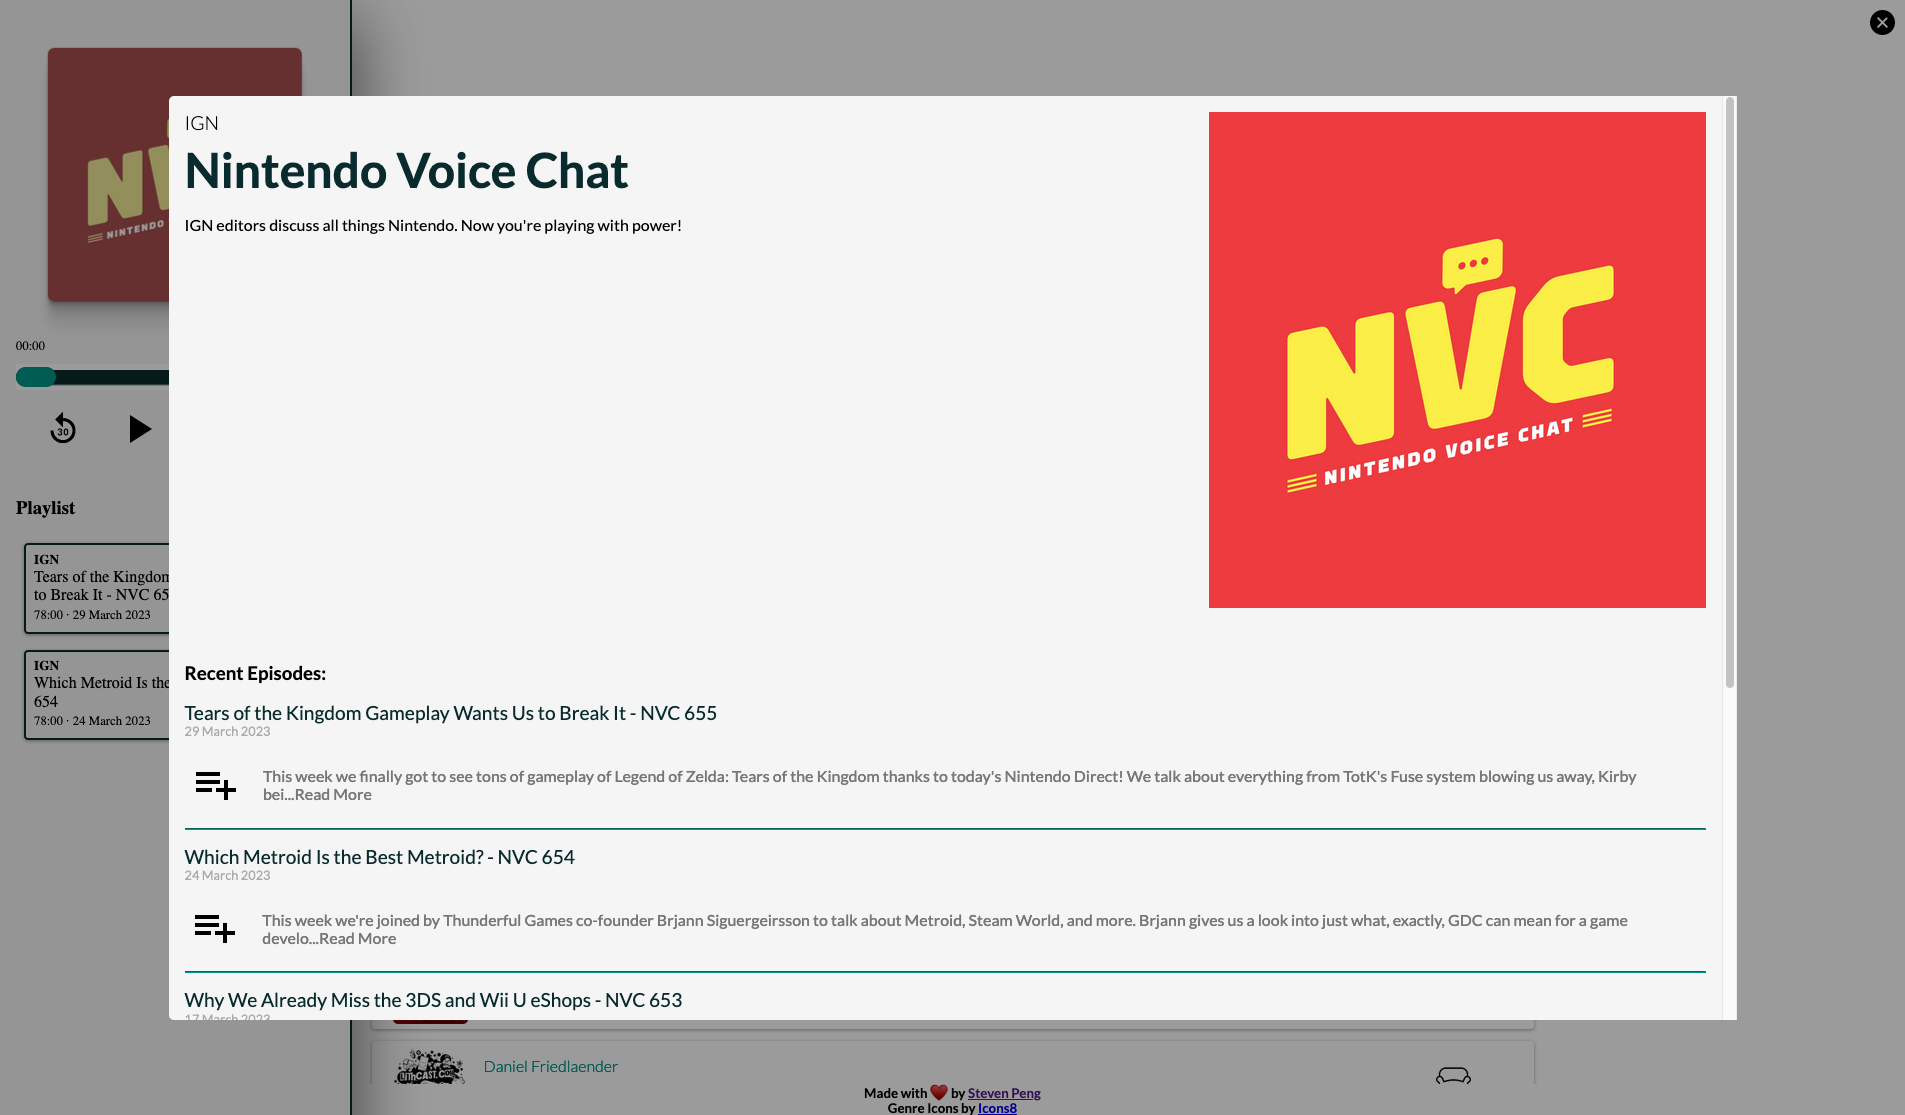 IGN
Nintendo Voice Chat
IGN editors discuss all things Nintendo. Now you're playing with power!
NVC
NINTENDO VOICE CHAT
Recent Episodes:
Tears of the Kingdom Gameplay Wants Us to Break It - NVC 655
29 March 2023
This week we finally got to see tons of gameplay of Legend of Zelda: Tears of the Kingdom thanks to today's Nintendo Direct! We talk about everything from TotK's Fuse system blowing us away, Kirby
bei...Read More
Which Metroid Is the Best Metroid? - NVC 654
24 March 2023
This week we're joined by Thunderful Games co-founder Brjann Siguergeirsson to talk about Metroid, Steam World, and more. Brjann gives us a look into just what, exactly, GDC can mean for a game
develo...Read More
Why We Already Miss the 3DS and Wii U eShops - NVC 653
17 March 2023
NV
NINTENDO
00:00
30
Playlist
IGN
Tears of the Kingdom
to Break It - NVC 65
78:00 · 29 March 2023
IGN
Which Metroid Is the
654
78:00 · 24 March 2023
Daniel Friedlaender
Made with ❤️ by Steven Peng
Genre Icons by Icons8